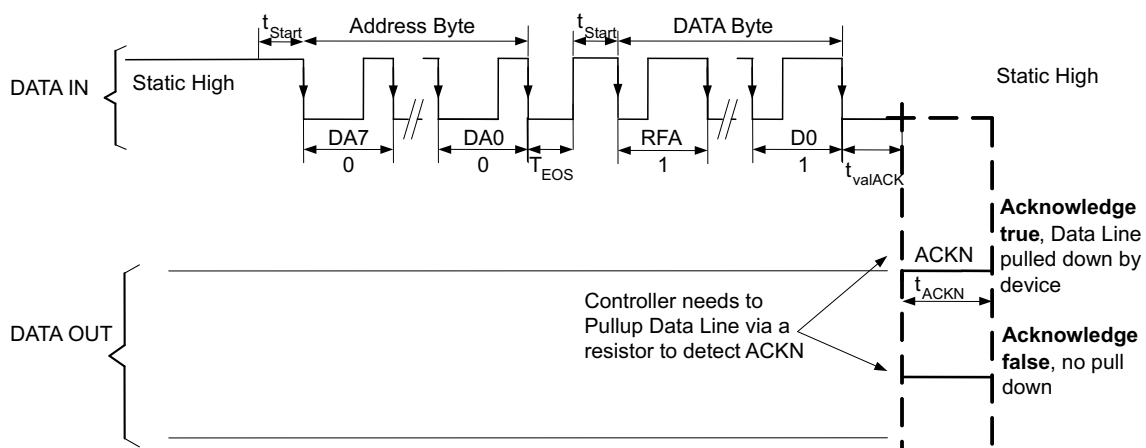 tStart
Address Byte
tStart
DATA Byte
DATA IN
Static High
Static High
DA7
0
DA0
0
TEOS
RFA
1
D0
1
tvalACK
Acknowledge
true, Data Line
pulled down by
device
ACKN
tACKN
Controller needs to
Pullup Data Line via a
resistor to detect ACKN
DATA OUT
Acknowledge
false, no pull
down